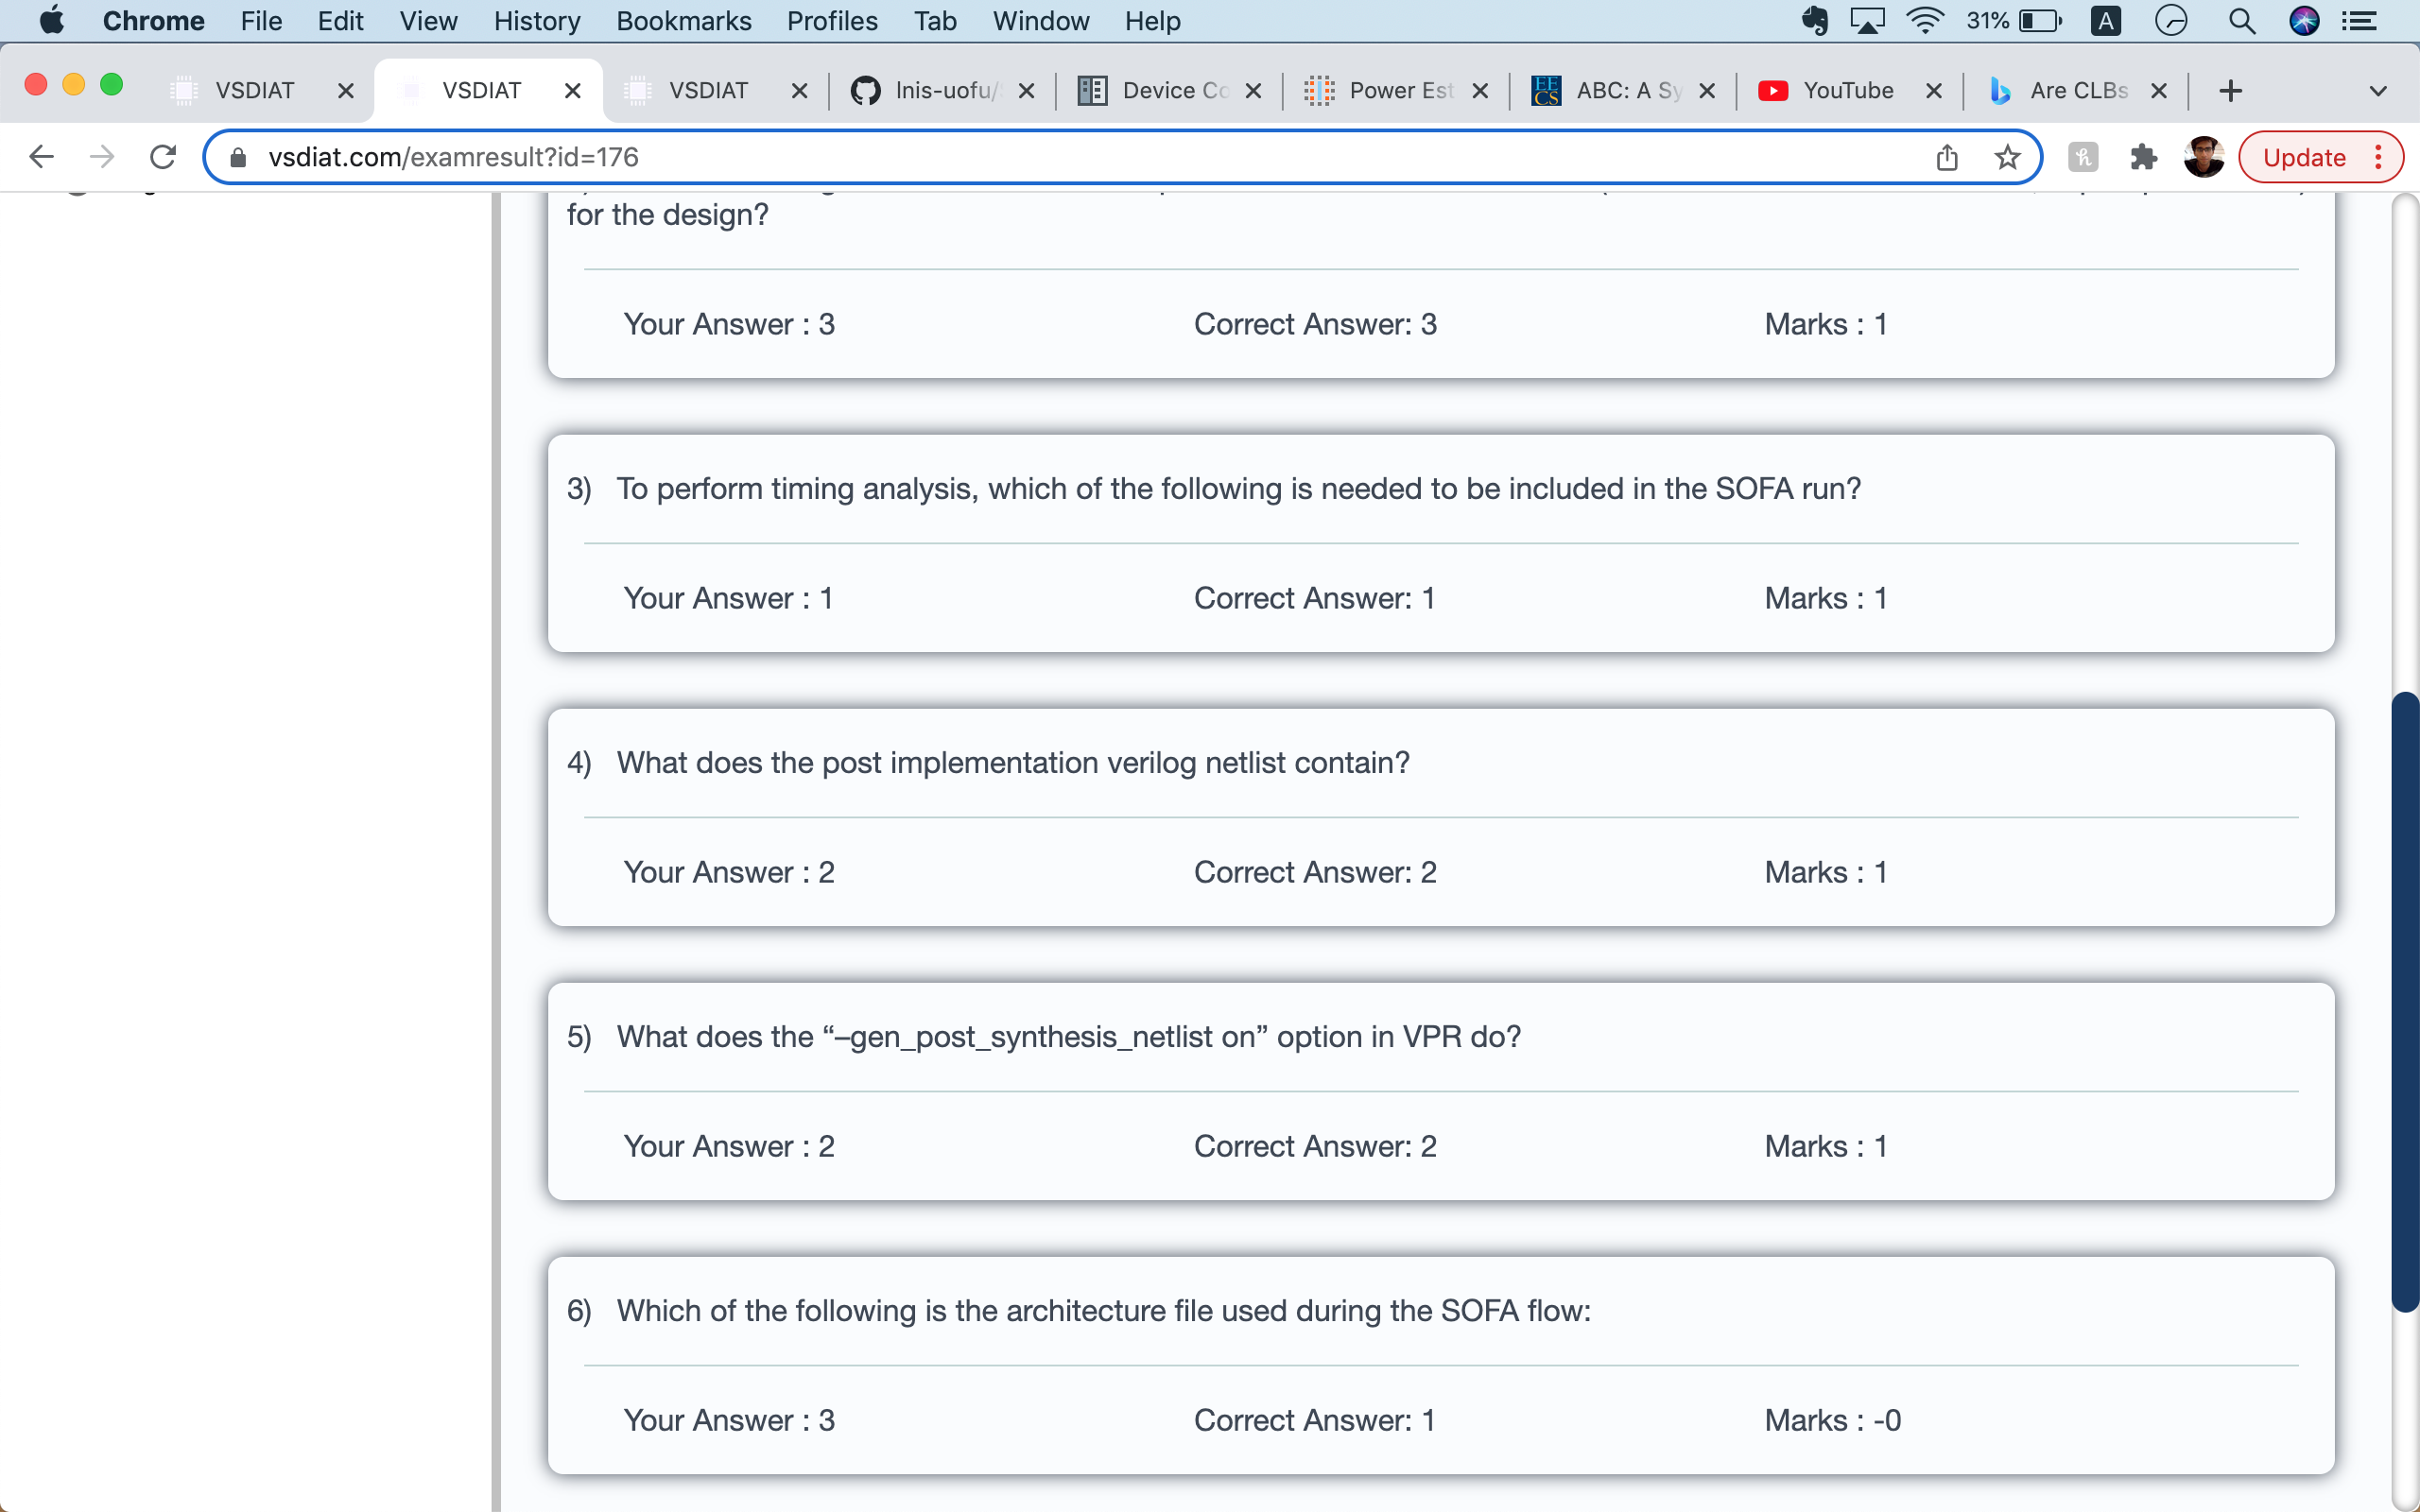 Chrome File Edit View History Bookmarks Profiles Tab Window Help 31% A
VSDIAT VSDIAT VSDIAT lnis-uofu/ Device Co Power Est EE CS ABC: A Sy YouTube Are CLBs
vsdiat.com/examresult?id=176 Update
for the design?
Your Answer : 3 Correct Answer: 3 Marks : 1
3) To perform timing analysis, which of the following is needed to be included in the SOFA run?
Your Answer : 1 Correct Answer: 1 Marks : 1
4) What does the post implementation verilog netlist contain?
Your Answer : 2 Correct Answer: 2 Marks : 1
5) What does the “–gen_post_synthesis_netlist on” option in VPR do?
Your Answer : 2 Correct Answer: 2 Marks : 1
6) Which of the following is the architecture file used during the SOFA flow:
Your Answer : 3 Correct Answer: 1 Marks : -0